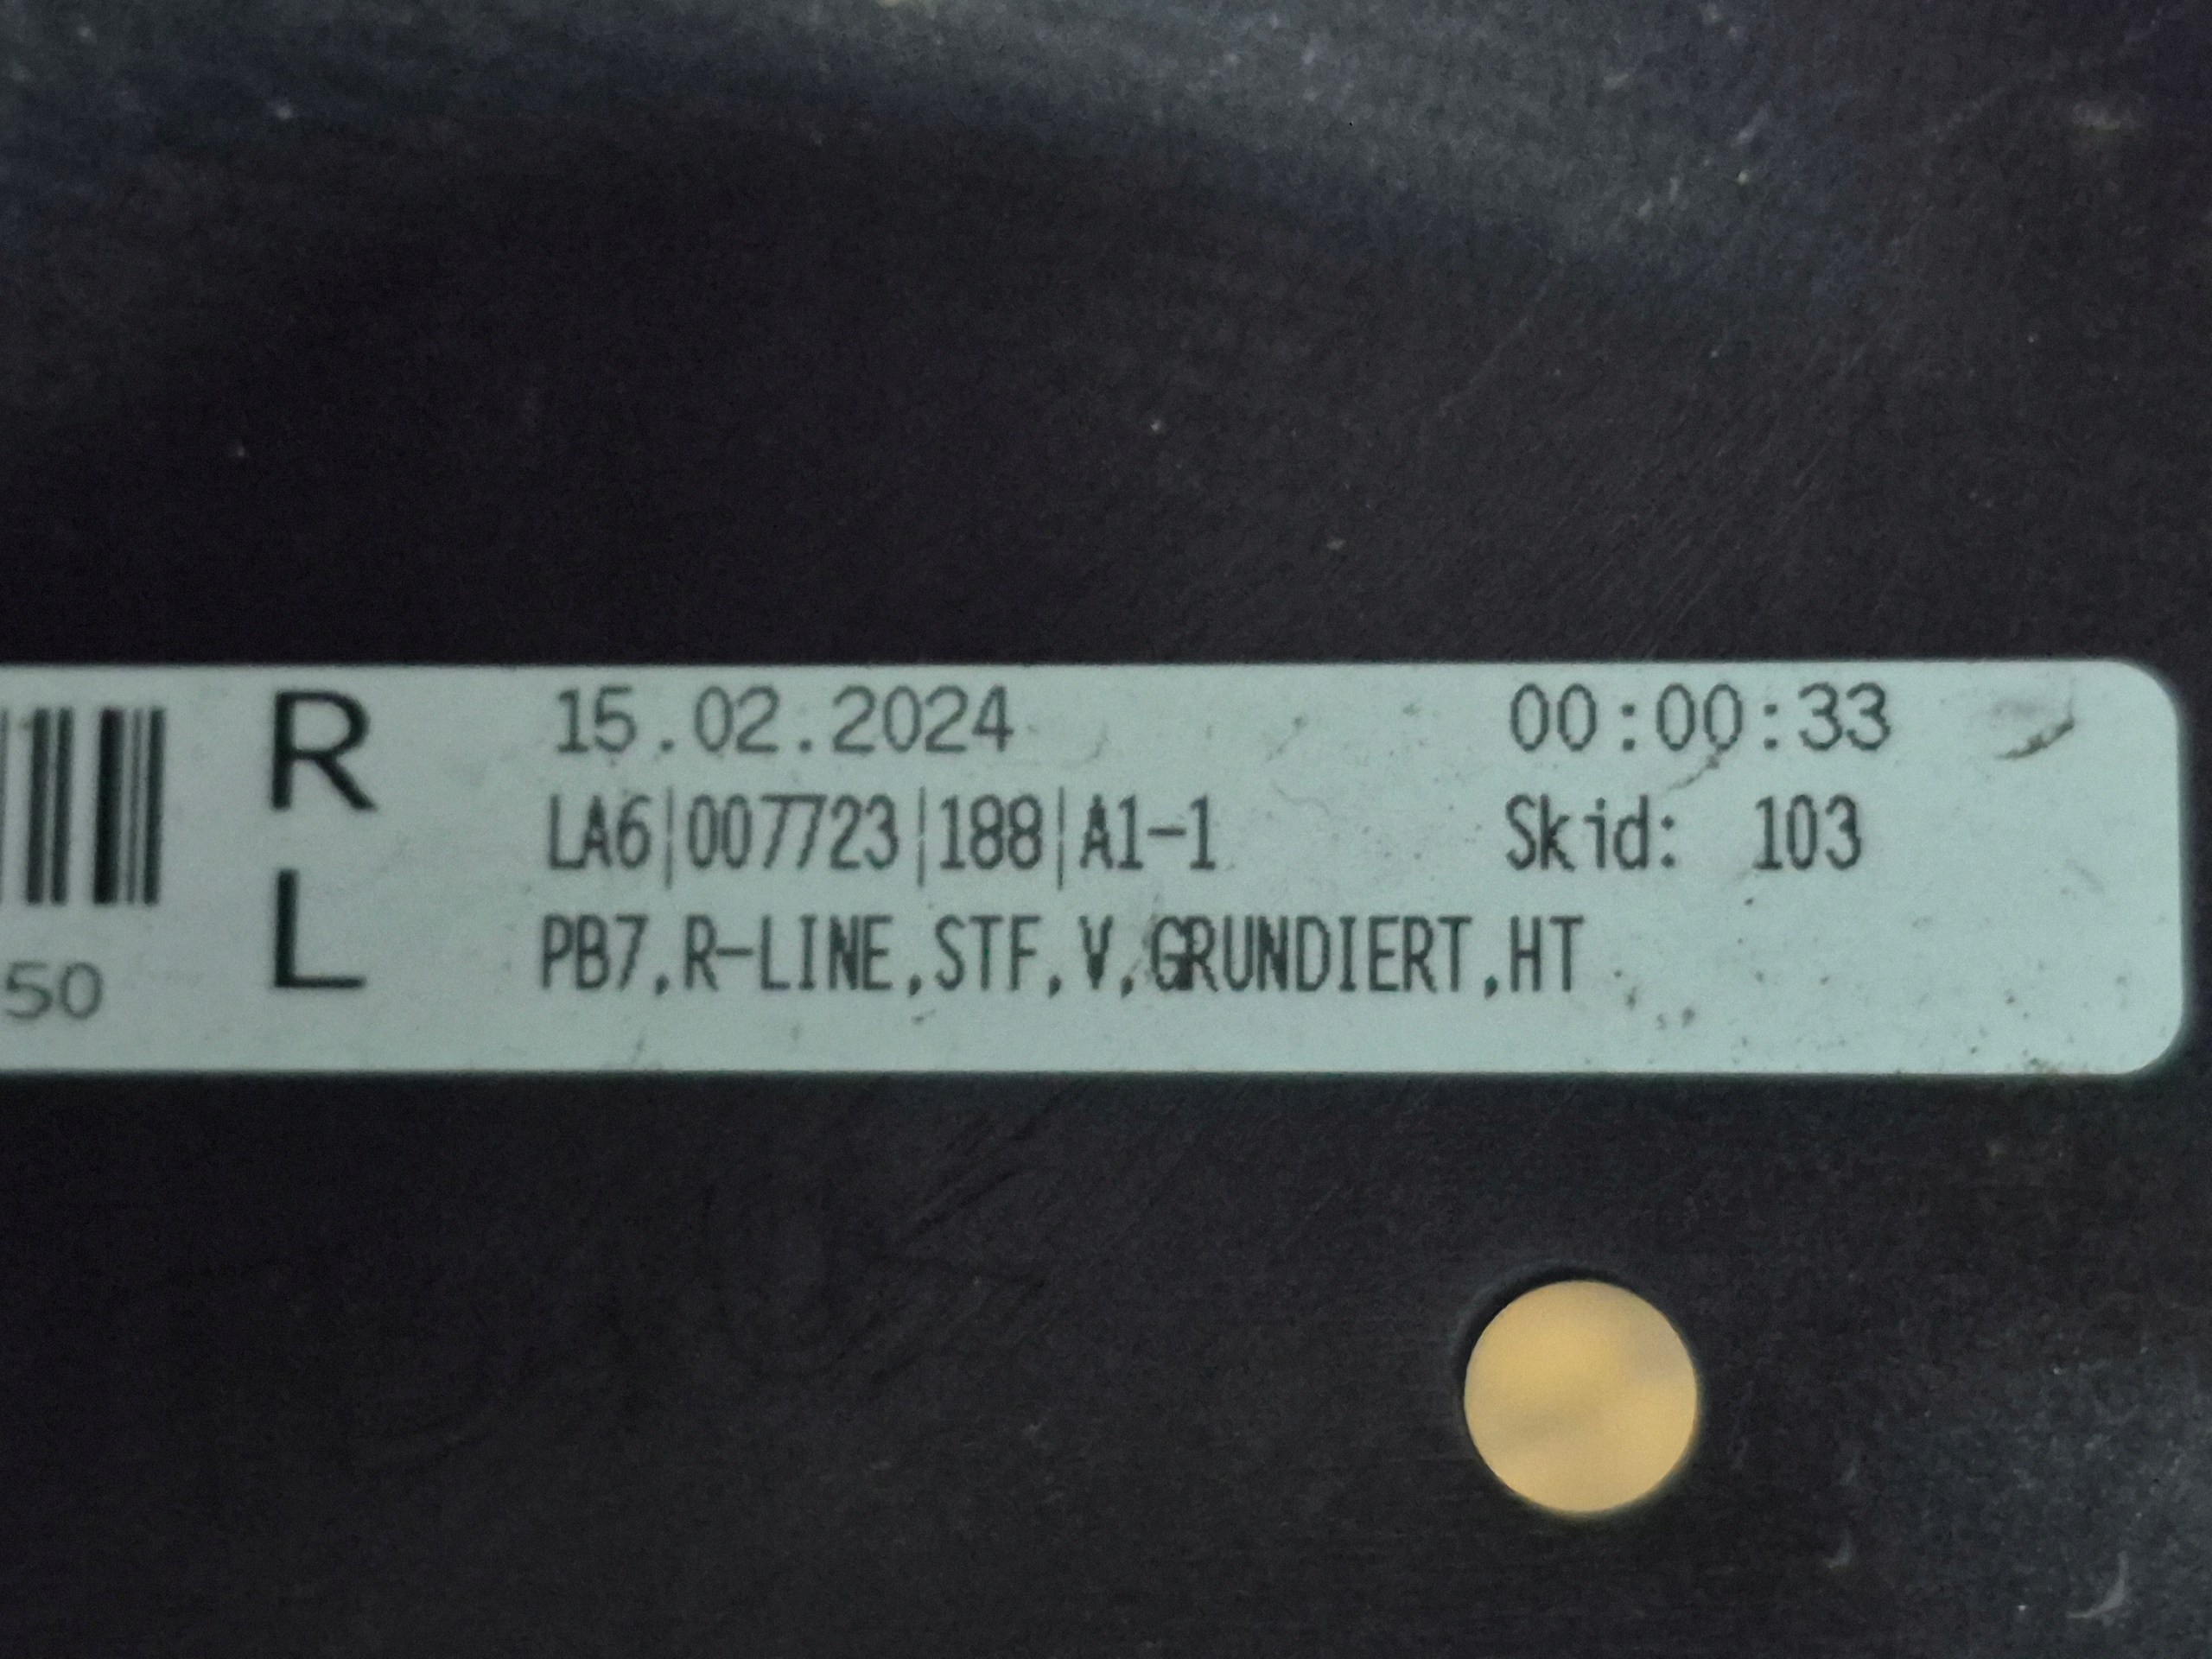 R 15.02.2024 00:00:33
LA6|007723|188|A1-1 Skid: 103
L PB7,R-LINE,STF,V,GRUNDIERT,HT
50